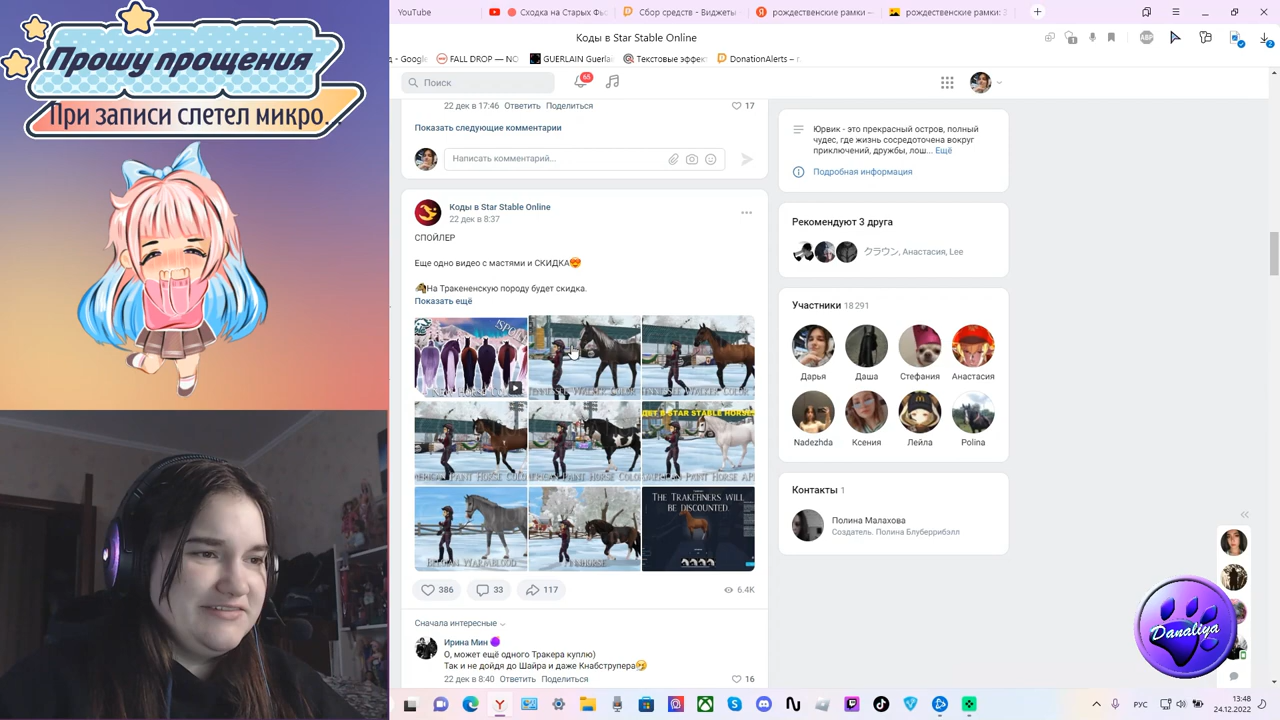 Прошу прощения
При записи слетел микро...
YouTube
Сходка на Старых Фы
Сбор средств - Виджеты
рождественские рамки —
рождественские рамки:
Коды в Star Stable Online
- Google
FALL DROP — NO
GUERLAIN Guerla
Текстовые эффек
DonationAlerts – г.
Поиск
65
22 дек в 17:46 Ответить Поделиться
17
Показать следующие комментарии
Написать комментарий...
Коды в Star Stable Online
22 дек в 8:37
СПОЙЛЕР
Еще одно видео с мастями и СКИДКА
На Тракененскую породу будет скидка.
Показать ещё
THE TRAKEHNERS WILL
BE DISCOUNTED.
386
33
117
6.4K
Сначала интересные
Ирина Мин
О, может ещё одного Тракера куплю)
Так и не дойдя до Шайра и даже Кнабструпера
22 дек в 8:40 Ответить Поделиться
16
Юрвик - это прекрасный остров, полный
чудес, где жизнь сосредоточена вокруг
приключений, дружбы, лош... Ещё
Подробная информация
Рекомендуют 3 друга
クラウン, Анастасия, Lee
Участники 18 291
Дарья
Даша
Стефания
Анастасия
Nadezhda
Ксения
Лейла
Polina
Контакты 1
Полина Малахова
Создатель. Полина Блуберрибэлл
Danaliya
РУС
13:48
24.12.2022